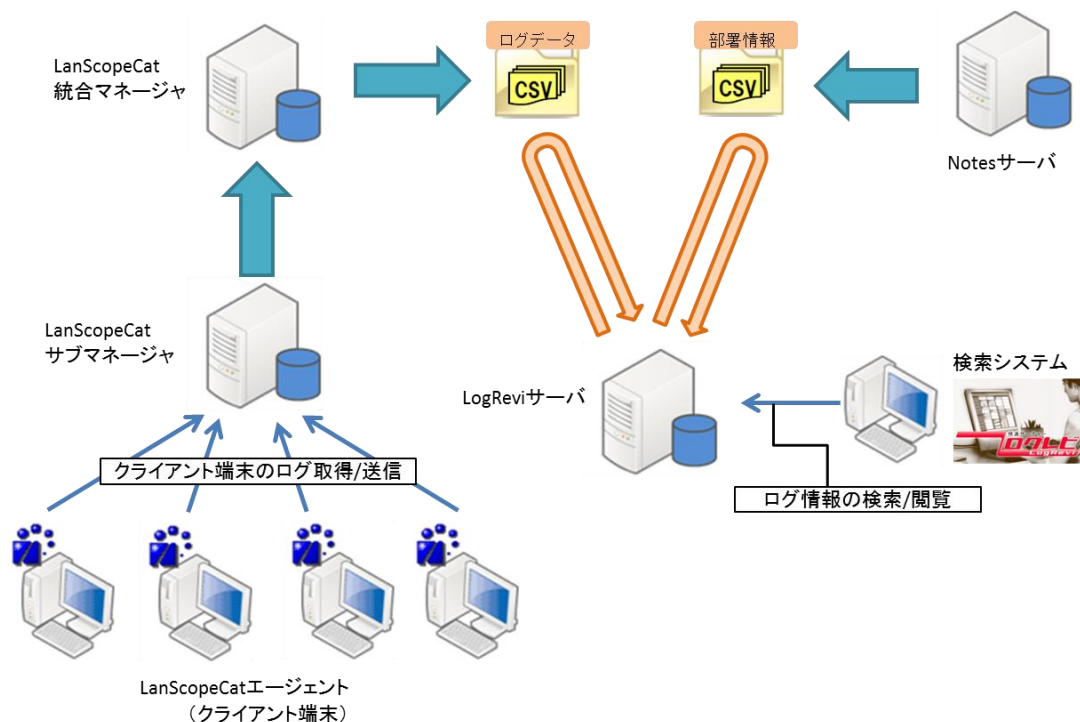 LanScopeCat
統合マネージャ
ログデータ
CSV
部署情報
CSV
Notesサーバ
LanScopeCat
サブマネージャ
LogReviサーバ
検索システム
ログレビ
LogRevi
クライアント端末のログ取得/送信
ログ情報の検索/閲覧
LanScopeCatエージェント
（クライアント端末）